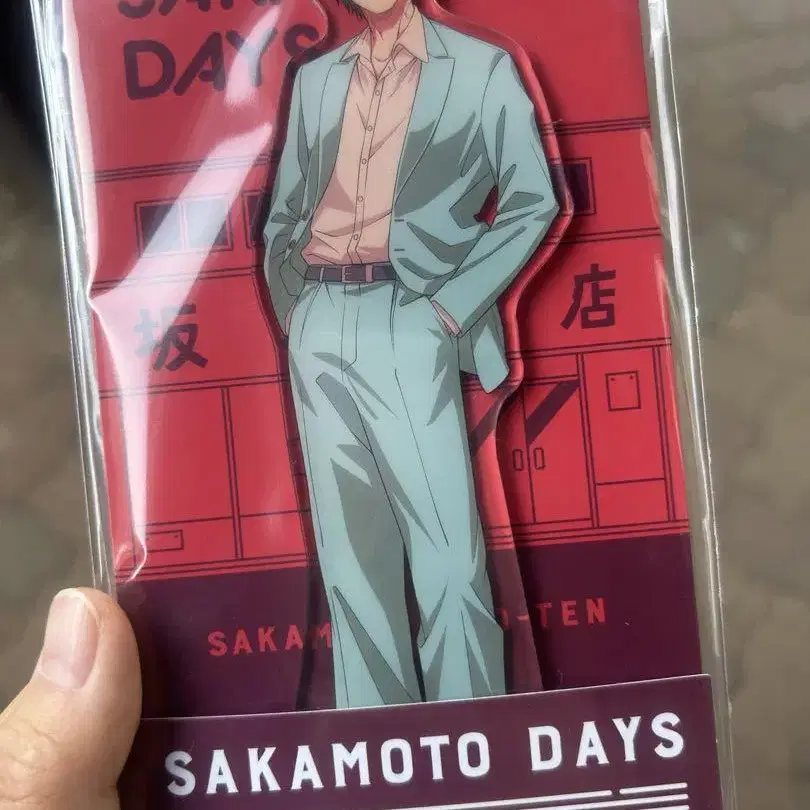 DAYS
坂 店
SAKAM -TEN
SAKAMOTO DAYS